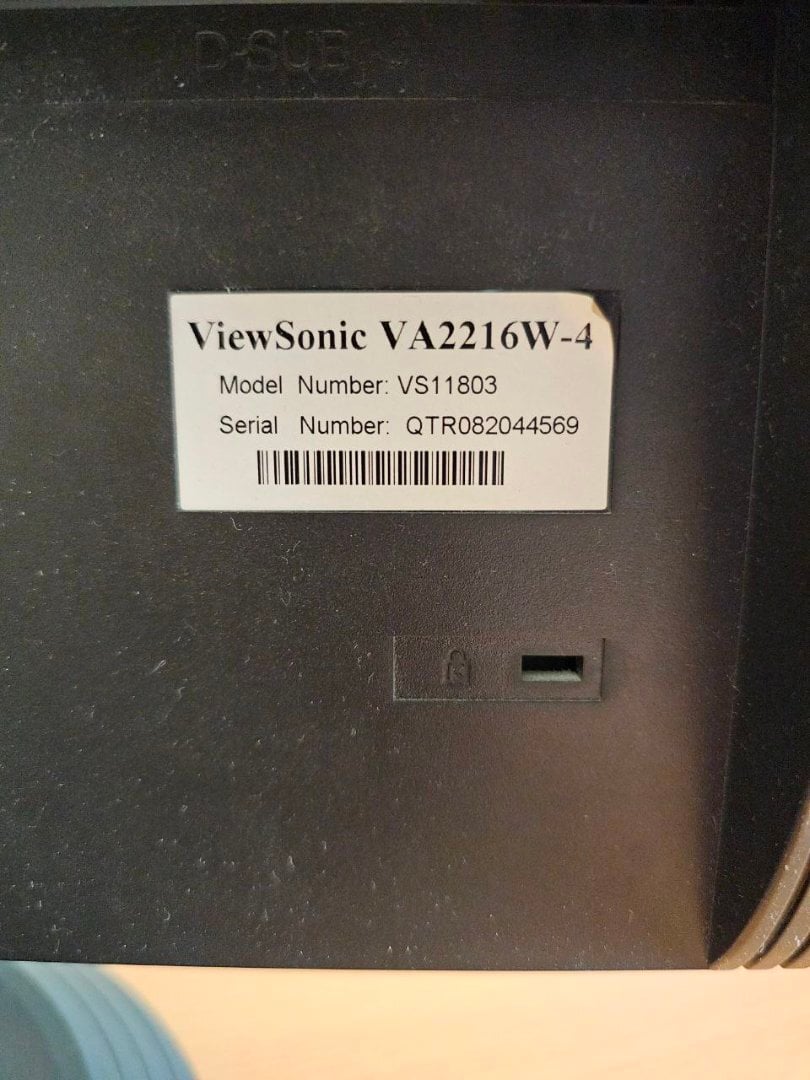 D-SUB
ViewSonic VA2216W-4
Model Number: VS11803
Serial Number: QTR082044569